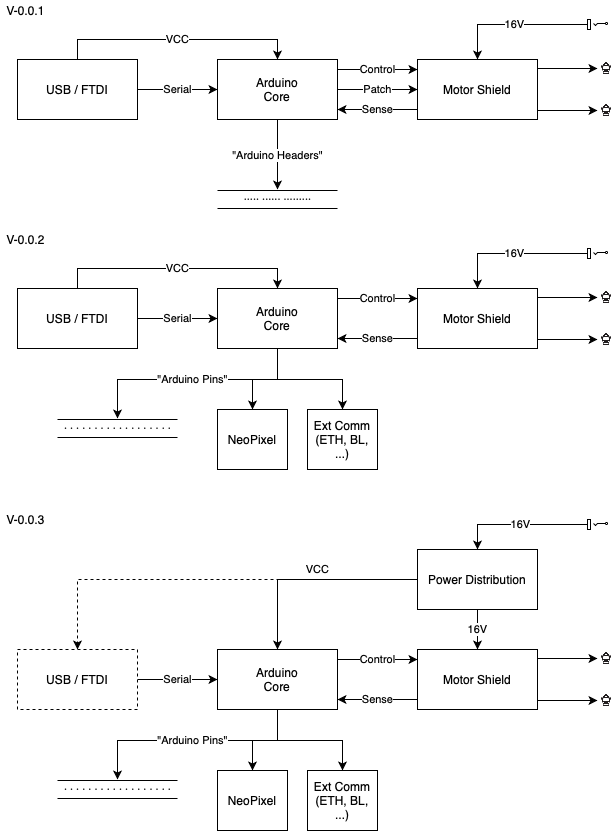 V-0.0.1
16V
VCC
USB / FTDI
Serial
Arduino
Core
Control
Patch
Sense
Motor Shield
"Arduino Headers"
..... ...... .........
V-0.0.2
16V
VCC
USB / FTDI
Serial
Arduino
Core
Control
Sense
Motor Shield
"Arduino Pins"
. . . . . . . . . . . . . . . . . .
NeoPixel
Ext Comm
(ETH, BL,
...)
V-0.0.3
16V
Power Distribution
VCC
16V
USB / FTDI
Serial
Arduino
Core
Control
Sense
Motor Shield
"Arduino Pins"
. . . . . . . . . . . . . . . . . .
NeoPixel
Ext Comm
(ETH, BL,
...)